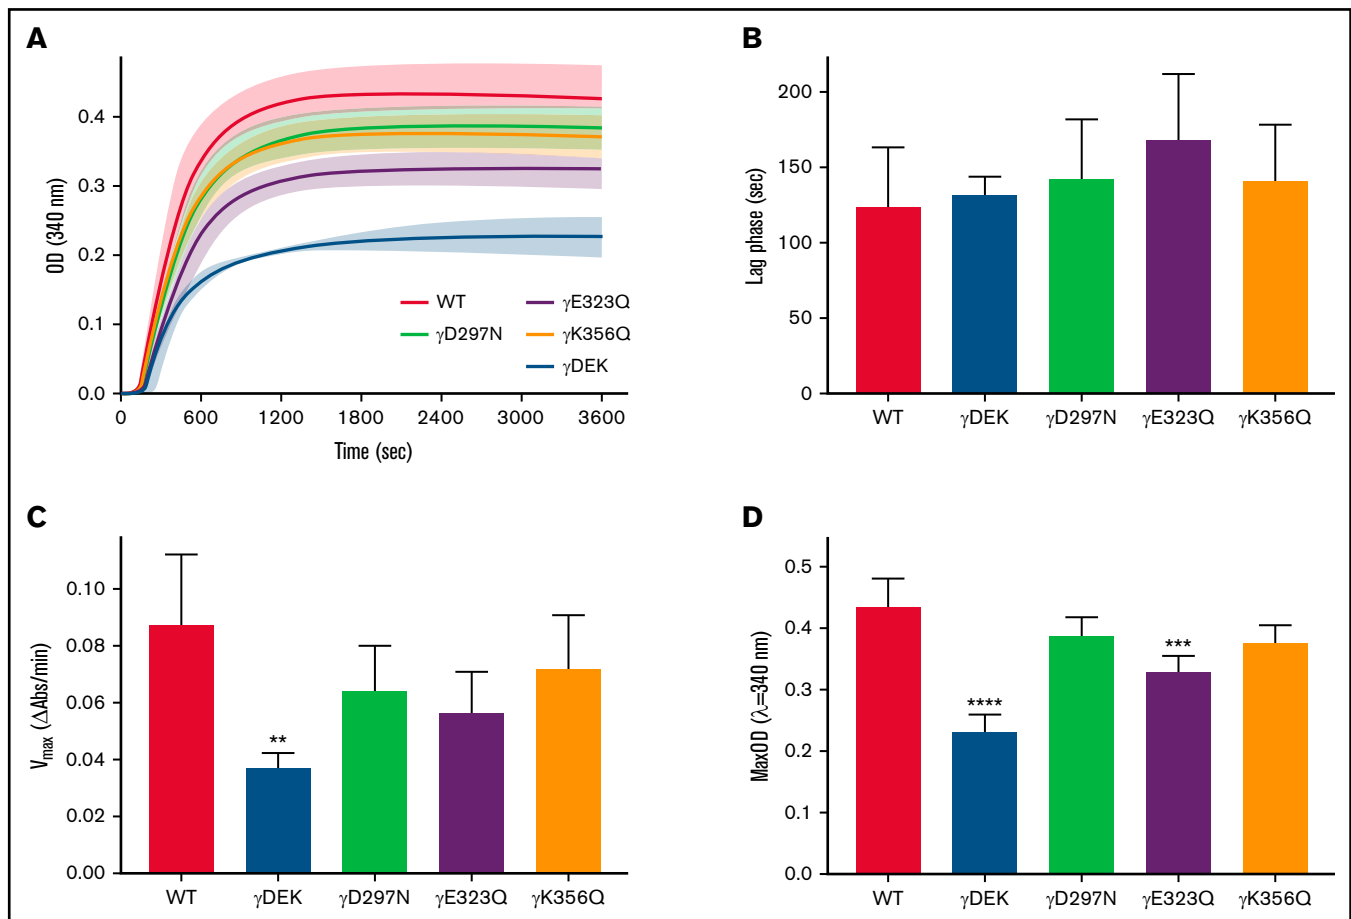 A
OD (340 nm)
0.4
0.3
0.2
0.1
0.0
0 600 1200 1800 2400 3000 3600
Time (sec)
WT
γD297N
γE323Q
γK356Q
γDEK
B
Lag phase (sec)
200
150
100
50
0
WT γDEK γD297N γE323Q γK356Q
C
Vmax (ΔAbs/min)
0.10
0.08
0.06
0.04
0.02
0.00
**
WT γDEK γD297N γE323Q γK356Q
D
MaxOD (λ=340 nm)
0.5
0.4
0.3
0.2
0.1
0.0
****
***
WT γDEK γD297N γE323Q γK356Q